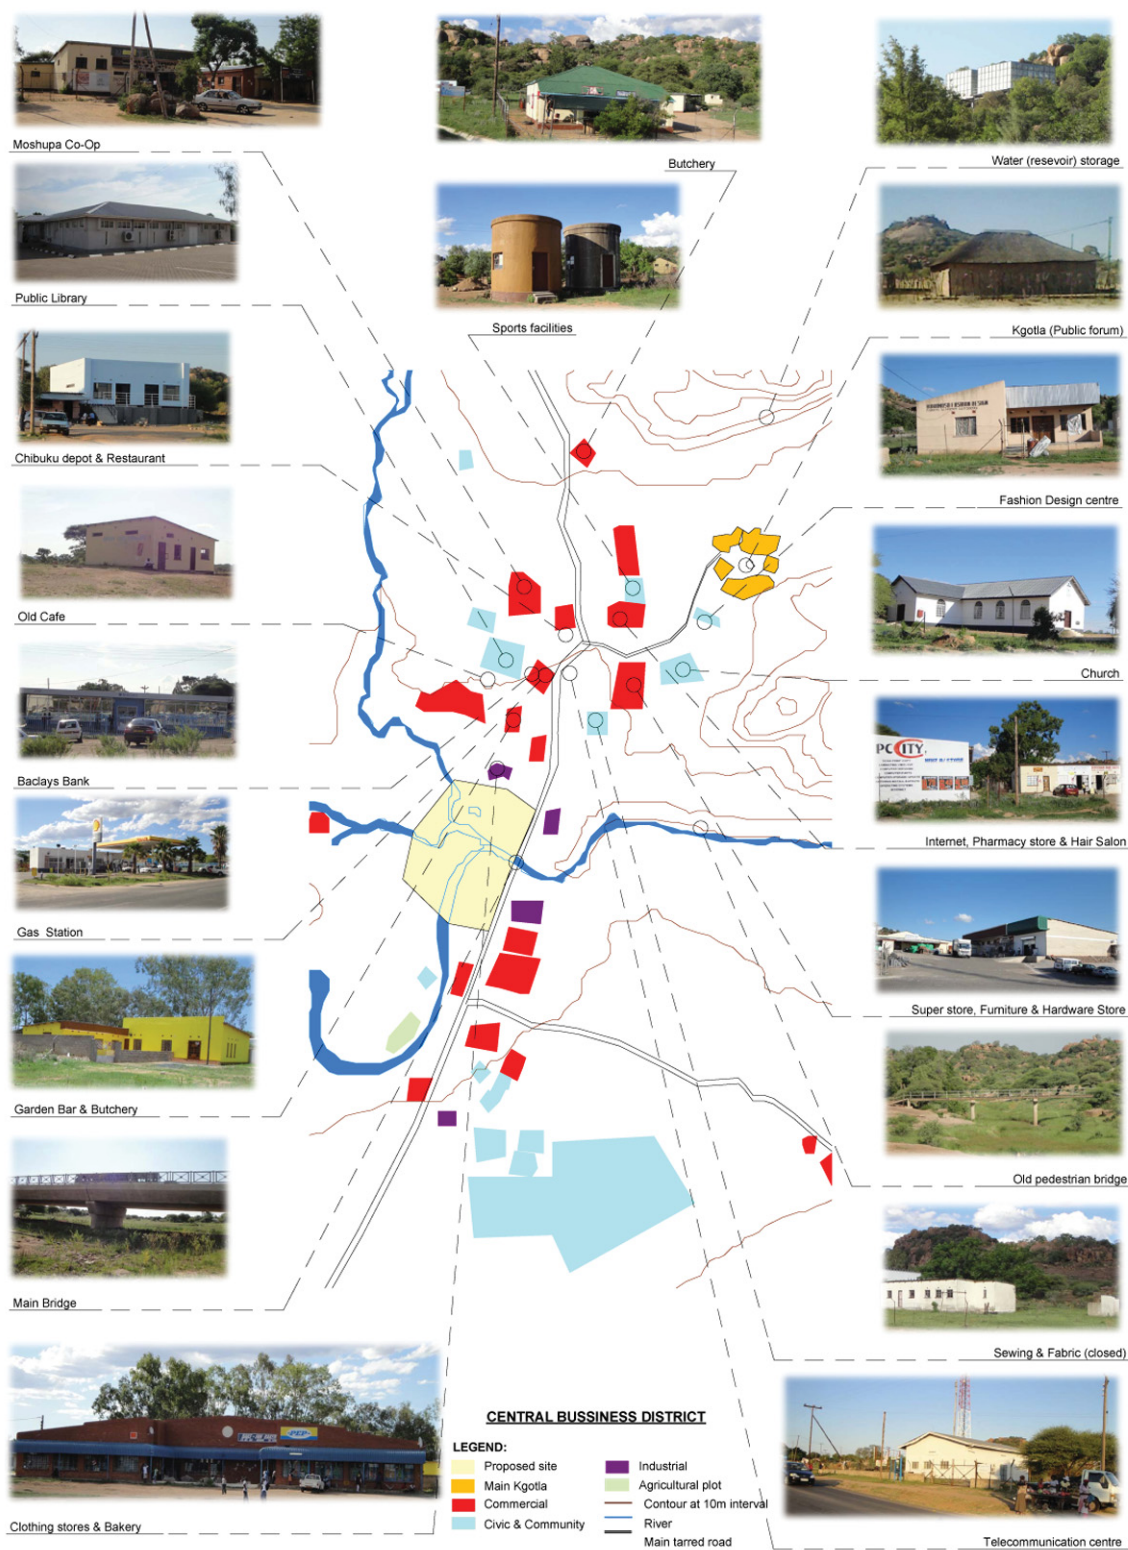 Moshupa Co-Op
Butchery
Water (resevoir) storage
Public Library
Sports facilities
Kgotla (Public forum)
Chibuku depot & Restaurant
Fashion Design centre
Old Cafe
Church
Baclays Bank
PC CITY
Internet, Pharmacy store & Hair Salon
Gas Station
Super store, Furniture & Hardware Store
Garden Bar & Butchery
Old pedestrian bridge
Main Bridge
Sewing & Fabric (closed)
PEP
Clothing stores & Bakery
Telecommunication centre
CENTRAL BUSSINESS DISTRICT
LEGEND:
Proposed site
Main Kgotla
Commercial
Civic & Community
Industrial
Agricultural plot
Contour at 10m interval
River
Main tarred road